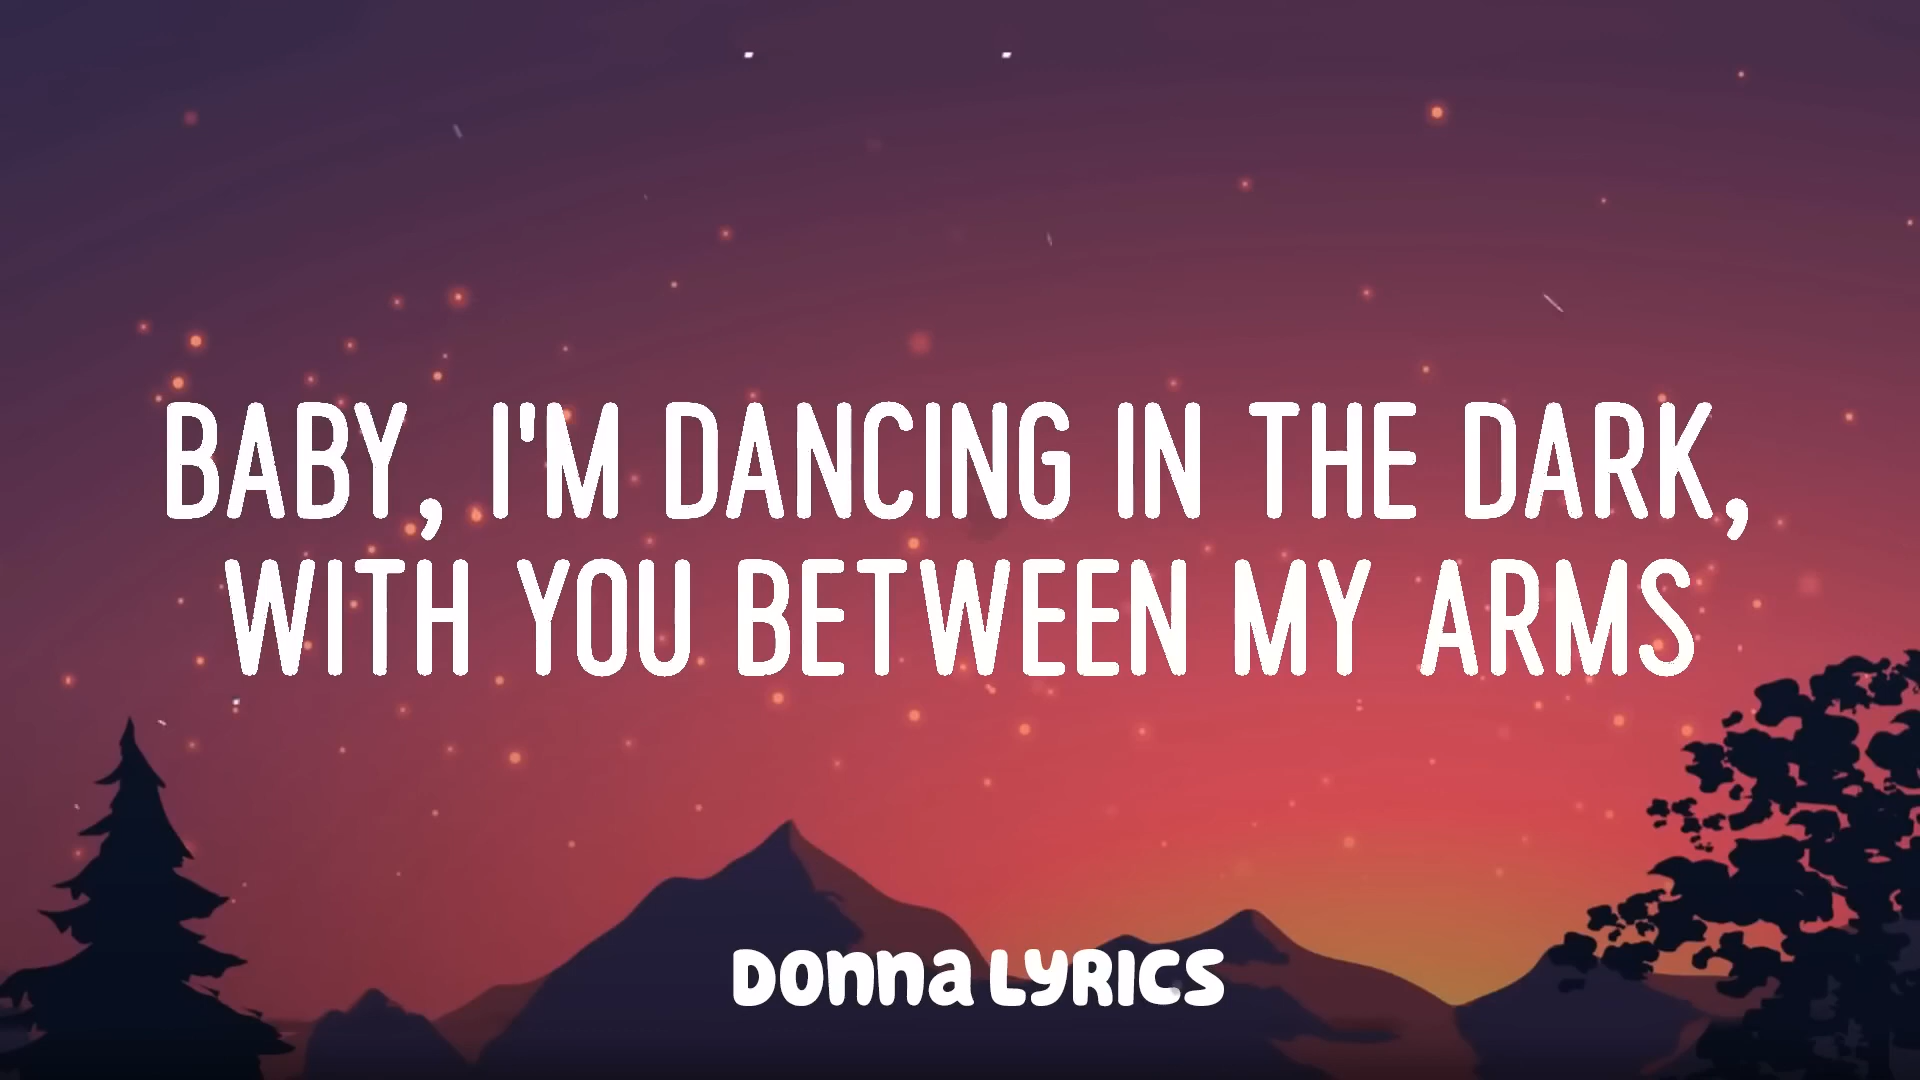 BABY, I'M DANCING IN THE DARK,
WITH YOU BETWEEN MY ARMS
Donna Lyrics